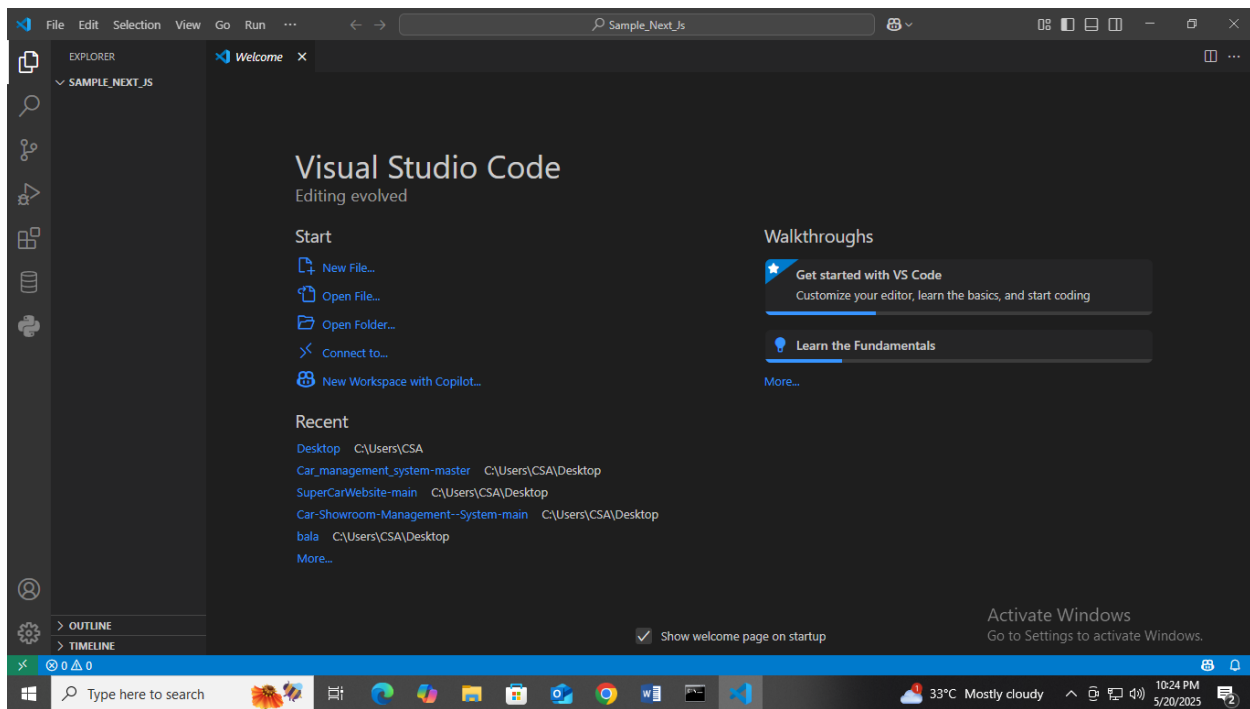 File Edit Selection View Go Run ···
Sample_Next_Js
EXPLORER
SAMPLE_NEXT_JS
Welcome
Visual Studio Code
Editing evolved
Start
New File...
Open File...
Open Folder...
Connect to...
New Workspace with Copilot...
Recent
Desktop C:\Users\CSA
Car_management_system-master C:\Users\CSA\Desktop
SuperCarWebsite-main C:\Users\CSA\Desktop
Car-Showroom-Management--System-main C:\Users\CSA\Desktop
bala C:\Users\CSA\Desktop
More...
Walkthroughs
Get started with VS Code
Customize your editor, learn the basics, and start coding
Learn the Fundamentals
More...
OUTLINE
TIMELINE
Show welcome page on startup
Activate Windows
Go to Settings to activate Windows.
0 0
Type here to search
33°C Mostly cloudy
10:24 PM
5/20/2025
2